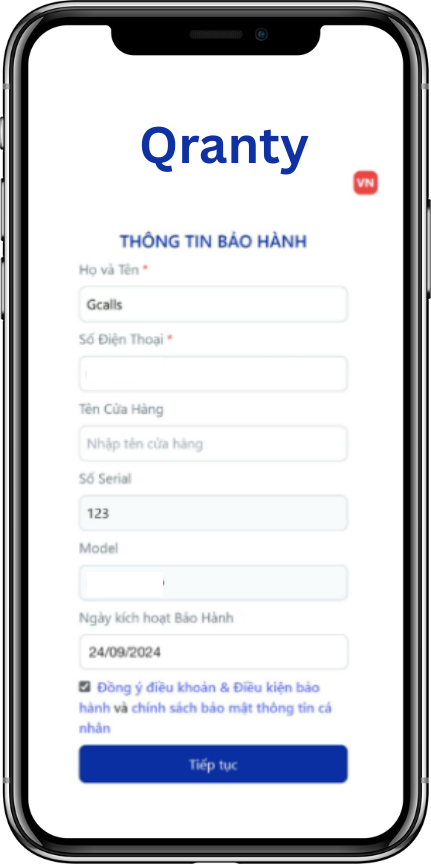 Qranty
VN
THÔNG TIN BẢO HÀNH
Họ và Tên *
Gcalls
Số Điện Thoại *
Tên Cửa Hàng
Nhập tên cửa hàng
Số Serial
123
Model
Ngày kích hoạt Bảo Hành
24/09/2024
Đồng ý điều khoản & Điều kiện bảo
hành và chính sách bảo mật thông tin cá
nhân
Tiếp tục